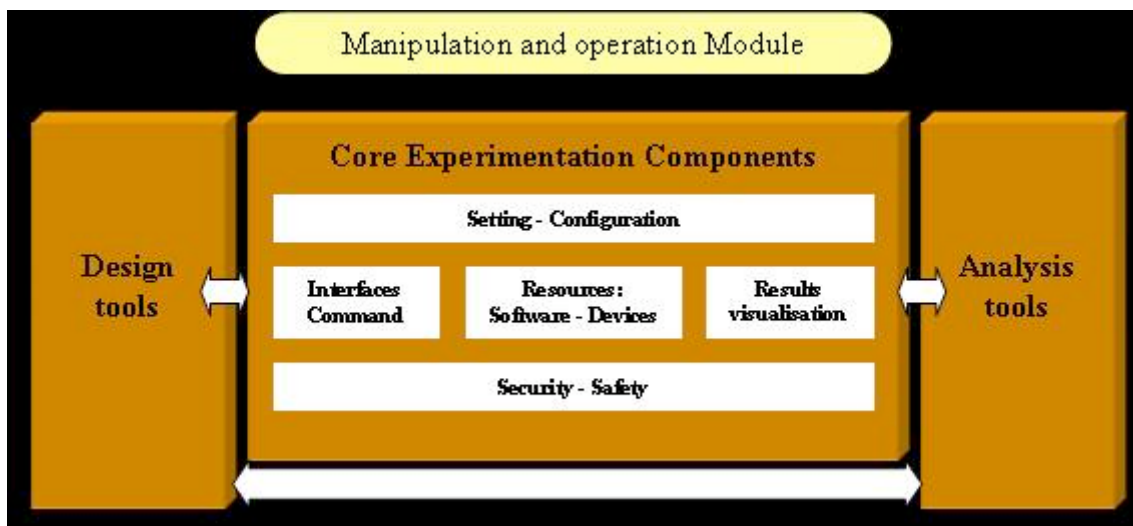 Manipulation and operation Module
Core Experimentation Components
Setting - Configuration
Design
tools
Interfaces
Command
Resources:
Software - Devices
Results
visualisation
Analysis
tools
Security - Safety